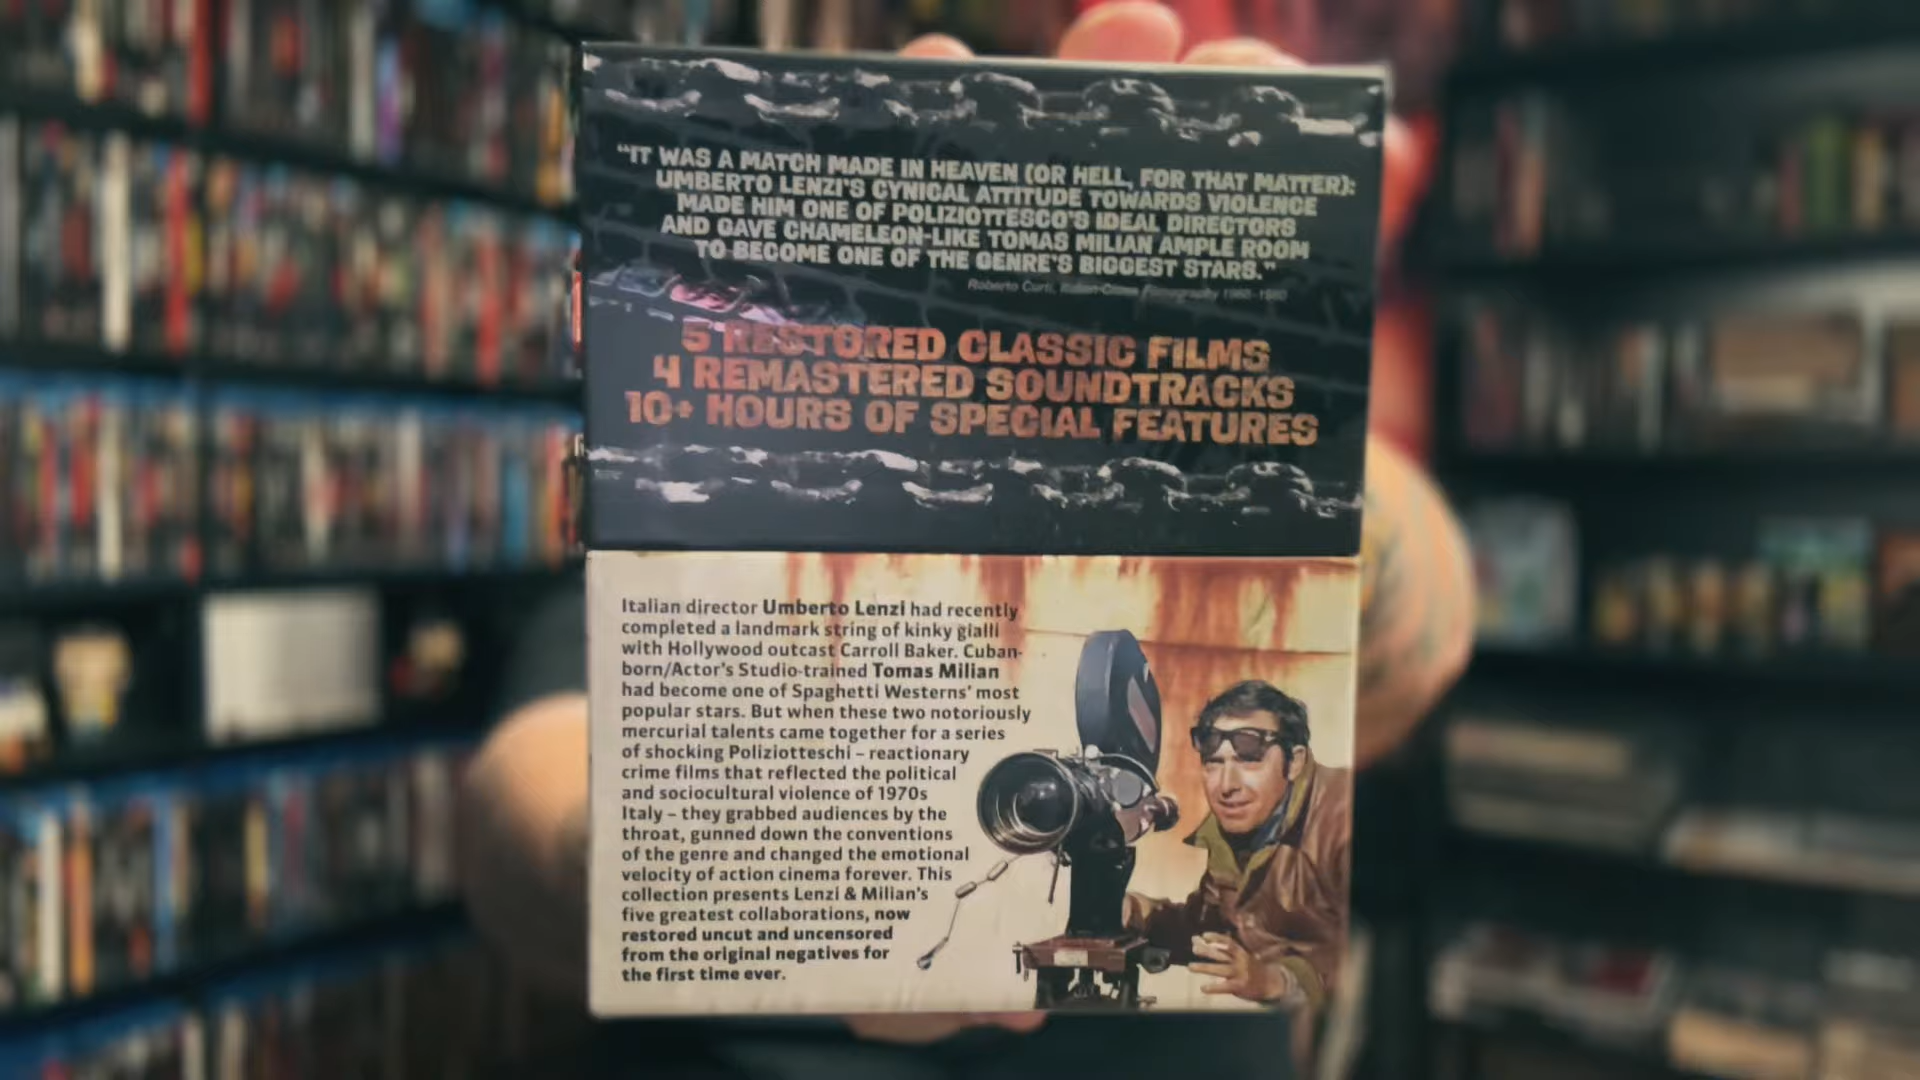 “IT WAS A MATCH MADE IN HEAVEN (OR HELL, FOR THAT MATTER):
UMBERTO LENZI'S CYNICAL ATTITUDE TOWARDS VIOLENCE
MADE HIM ONE OF POLIZIOTTESCO'S IDEAL DIRECTORS
AND GAVE CHAMELEON-LIKE TOMAS MILIAN AMPLE ROOM
TO BECOME ONE OF THE GENRE'S BIGGEST STARS.”
Roberto Curti, Italian Crime Filmography 1968-1980
5 RESTORED CLASSIC FILMS
4 REMASTERED SOUNDTRACKS
10+ HOURS OF SPECIAL FEATURES
Italian director Umberto Lenzi had recently
completed a landmark string of kinky gialli
with Hollywood outcast Carroll Baker. Cuban-
born/Actor's Studio-trained Tomas Milian
had become one of Spaghetti Westerns' most
popular stars. But when these two notoriously
mercurial talents came together for a series
of shocking Poliziotteschi – reactionary
crime films that reflected the political
and sociocultural violence of 1970s
Italy – they grabbed audiences by the
throat, gunned down the conventions
of the genre and changed the emotional
velocity of action cinema forever. This
collection presents Lenzi & Milian's
five greatest collaborations, now
restored uncut and uncensored
from the original negatives for
the first time ever.